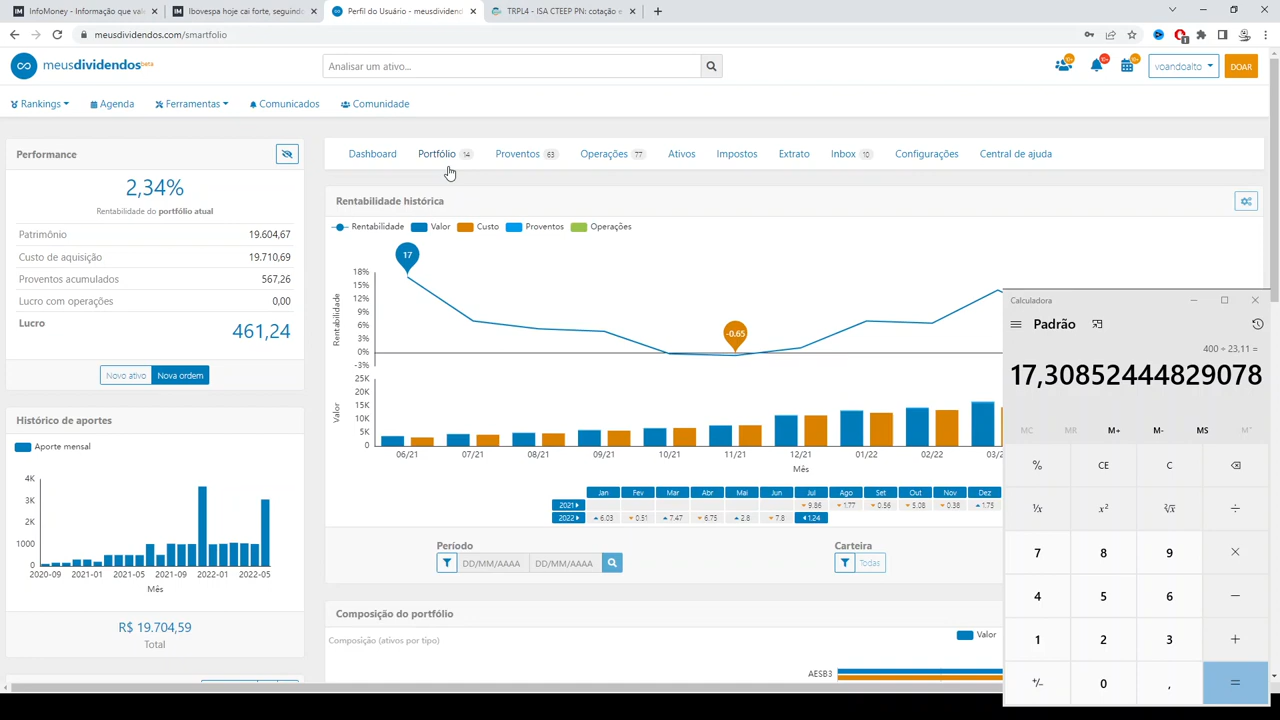 InfoMoney - Informação que val
Ibovespa hoje cai forte, seguindo
Perfil do Usuário - meusdividend
TRPL4 - ISA CTEEP PN: cotação e
meusdividendos.com/smartfolio
meusdividendos beta
Analisar um ativo...
voandoalto
DOAR
Rankings
Agenda
Ferramentas
Comunicados
Comunidade
Performance
2,34%
Rentabilidade do portfólio atual
Patrimônio 19.604,67
Custo de aquisição 19.710,69
Proventos acumulados 567,26
Lucro com operações 0,00
Lucro 461,24
Novo ativo Nova ordem
Histórico de aportes
Aporte mensal
4K
3K
2K
1000
0
2020-09 2021-01 2021-05 2021-09 2022-01 2022-05
Mês
R$ 19.704,59
Total
Dashboard Portfólio 14 Proventos 63 Operações 77 Ativos Impostos Extrato Inbox 10 Configurações Central de ajuda
Rentabilidade histórica
Rentabilidade Valor Custo Proventos Operações
17
-0.65
18%
15%
12%
9%
6%
3%
0%
-3%
Rentabilidade
25K
20K
15K
10K
5K
0
Valor
06/21 07/21 08/21 09/21 10/21 11/21 12/21 01/22 02/22 03/2
Mês
Jan Fev Mar Abr Mai Jun Jul Ago Set Out Nov Dez
2021 9.86 1.77 0.56 5.08 0.38 1.75
2022 6.03 0.51 7.47 6.75 2.8 7.8 1.24
Período
DD/MM/AAAA DD/MM/AAAA
Carteira
Todas
Composição do portfólio
Composição (ativos por tipo)
Valor
AESB3
Calculadora
Padrão
400 ÷ 23,11 =
17,30852444829078
MC MR M+ M- MS M˅
% CE C
¹/x x² ²√x ÷
7 8 9 ×
4 5 6 −
1 2 3 +
+/- 0 , =